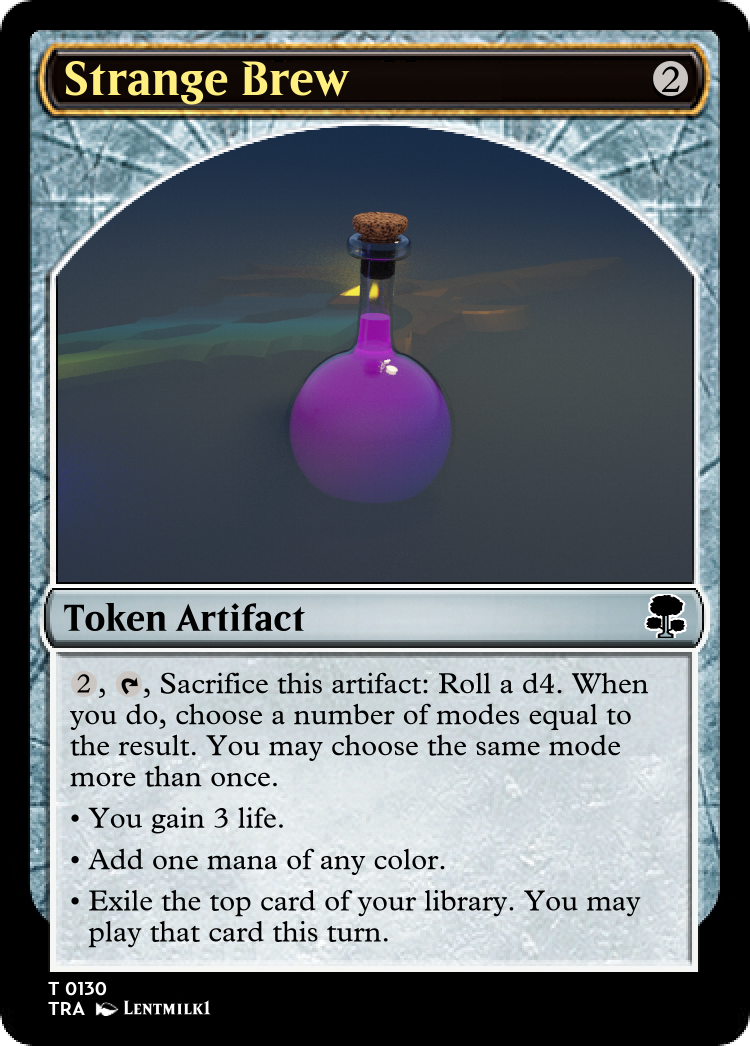 Strange Brew 2
Token Artifact
2, , Sacrifice this artifact: Roll a d4. When
you do, choose a number of modes equal to
the result. You may choose the same mode
more than once.
• You gain 3 life.
• Add one mana of any color.
• Exile the top card of your library. You may
play that card this turn.
T 0130
TRA LENTMILK1